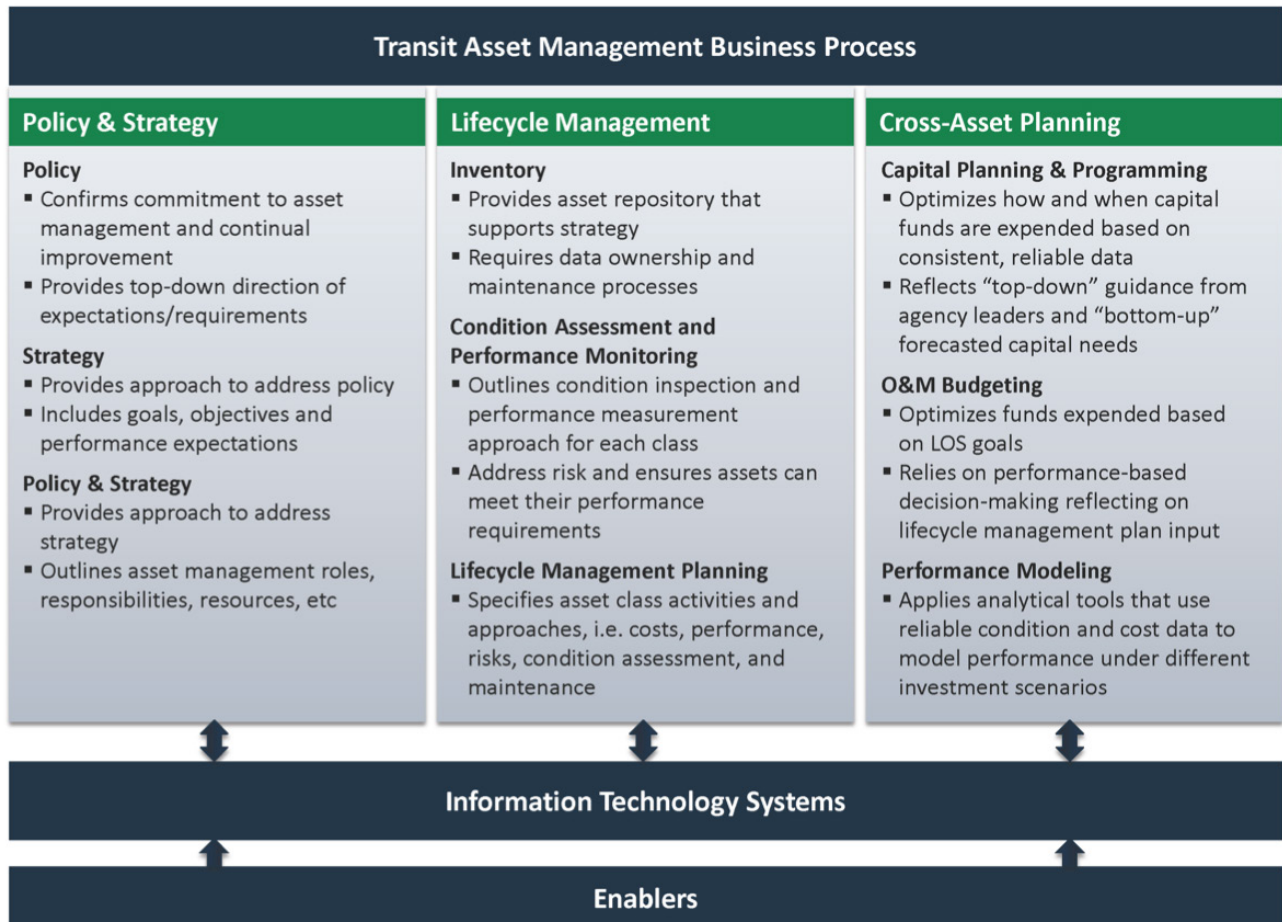 Transit Asset Management Business Process
Policy & Strategy
Policy
▪ Confirms commitment to asset
management and continual
improvement
▪ Provides top-down direction of
expectations/requirements
Strategy
▪ Provides approach to address policy
▪ Includes goals, objectives and
performance expectations
Policy & Strategy
▪ Provides approach to address
strategy
▪ Outlines asset management roles,
responsibilities, resources, etc
Lifecycle Management
Inventory
▪ Provides asset repository that
supports strategy
▪ Requires data ownership and
maintenance processes
Condition Assessment and
Performance Monitoring
▪ Outlines condition inspection and
performance measurement
approach for each class
▪ Address risk and ensures assets can
meet their performance
requirements
Lifecycle Management Planning
▪ Specifies asset class activities and
approaches, i.e. costs, performance,
risks, condition assessment, and
maintenance
Cross-Asset Planning
Capital Planning & Programming
▪ Optimizes how and when capital
funds are expended based on
consistent, reliable data
▪ Reflects “top-down” guidance from
agency leaders and “bottom-up”
forecasted capital needs
O&M Budgeting
▪ Optimizes funds expended based
on LOS goals
▪ Relies on performance-based
decision-making reflecting on
lifecycle management plan input
Performance Modeling
▪ Applies analytical tools that use
reliable condition and cost data to
model performance under different
investment scenarios
Information Technology Systems
Enablers